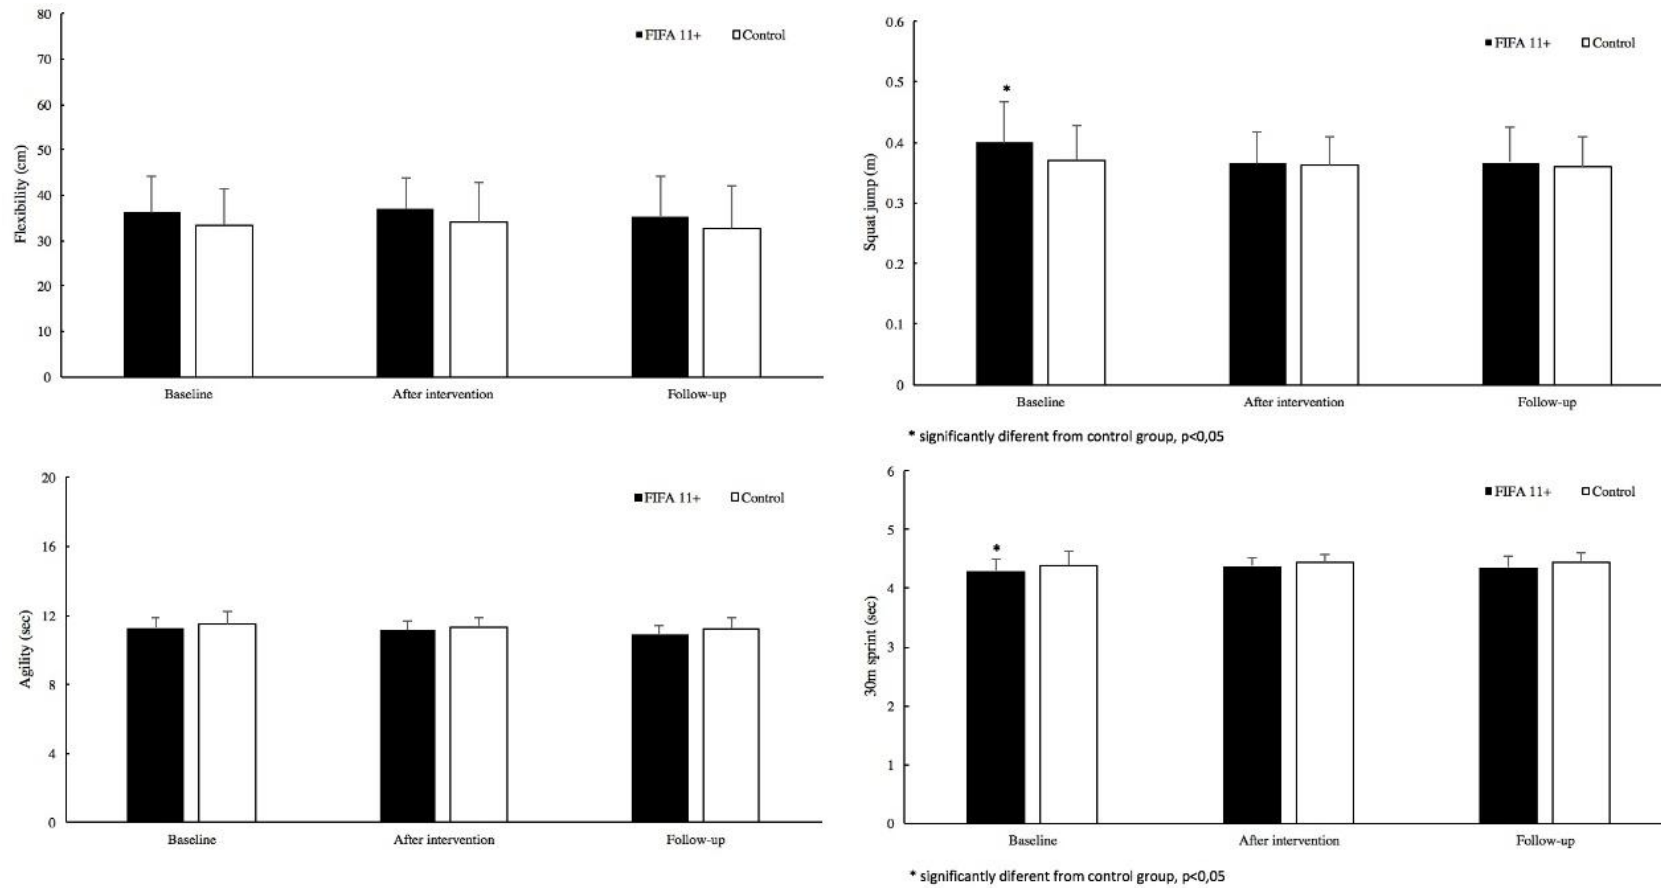 80
70
60
50
40
30
20
10
0
Flexibility (cm)
FIFA 11+ Control
Baseline After intervention Follow-up
0.6
0.5
0.4
0.3
0.2
0.1
0
Squat jump (m)
FIFA 11+ Control
*
Baseline After intervention Follow-up
* significantly diferent from control group, p<0,05
20
16
12
8
4
0
Agility (sec)
FIFA 11+ Control
Baseline After intervention Follow-up
6
5
4
3
2
1
0
30m sprint (sec)
FIFA 11+ Control
*
Baseline After intervention Follow-up
* significantly diferent from control group, p<0,05